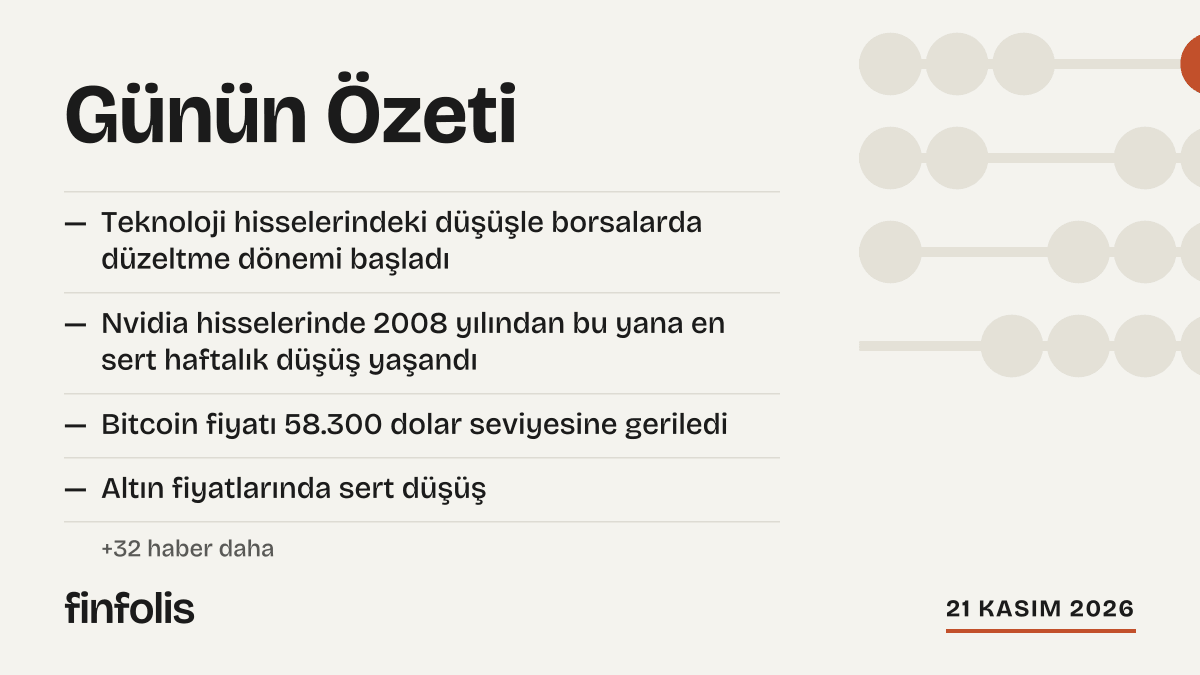 Günün Özeti
— Teknoloji hisselerindeki düşüşle borsalarda
düzeltme dönemi başladı
— Nvidia hisselerinde 2008 yılından bu yana en
sert haftalık düşüş yaşandı
— Bitcoin fiyatı 58.300 dolar seviyesine geriledi
— Altın fiyatlarında sert düşüş
+32 haber daha
finfolis
21 KASIM 2026